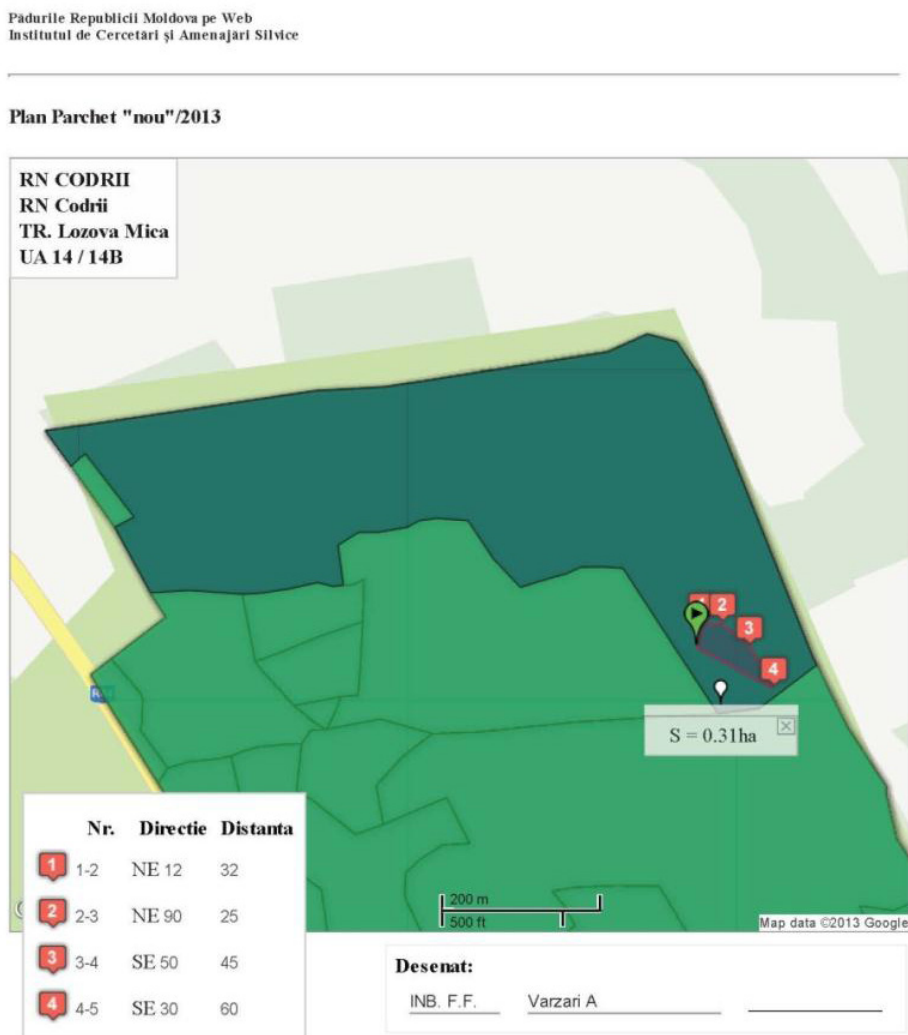 Pădurile Republicii Moldova pe Web
Institutul de Cercetări și Amenajări Silvice
Plan Parchet "nou"/2013
RN CODRII
RN Codrii
TR. Lozova Mica
UA 14 / 14B
2
3
4
S = 0.31ha
Nr. Directie Distanta
1 1-2 NE 12 32
2 2-3 NE 90 25
3 3-4 SE 50 45
4 4-5 SE 30 60
200 m
500 ft
Map data ©2013 Google
Desenat:
INB. F.F. Varzari A